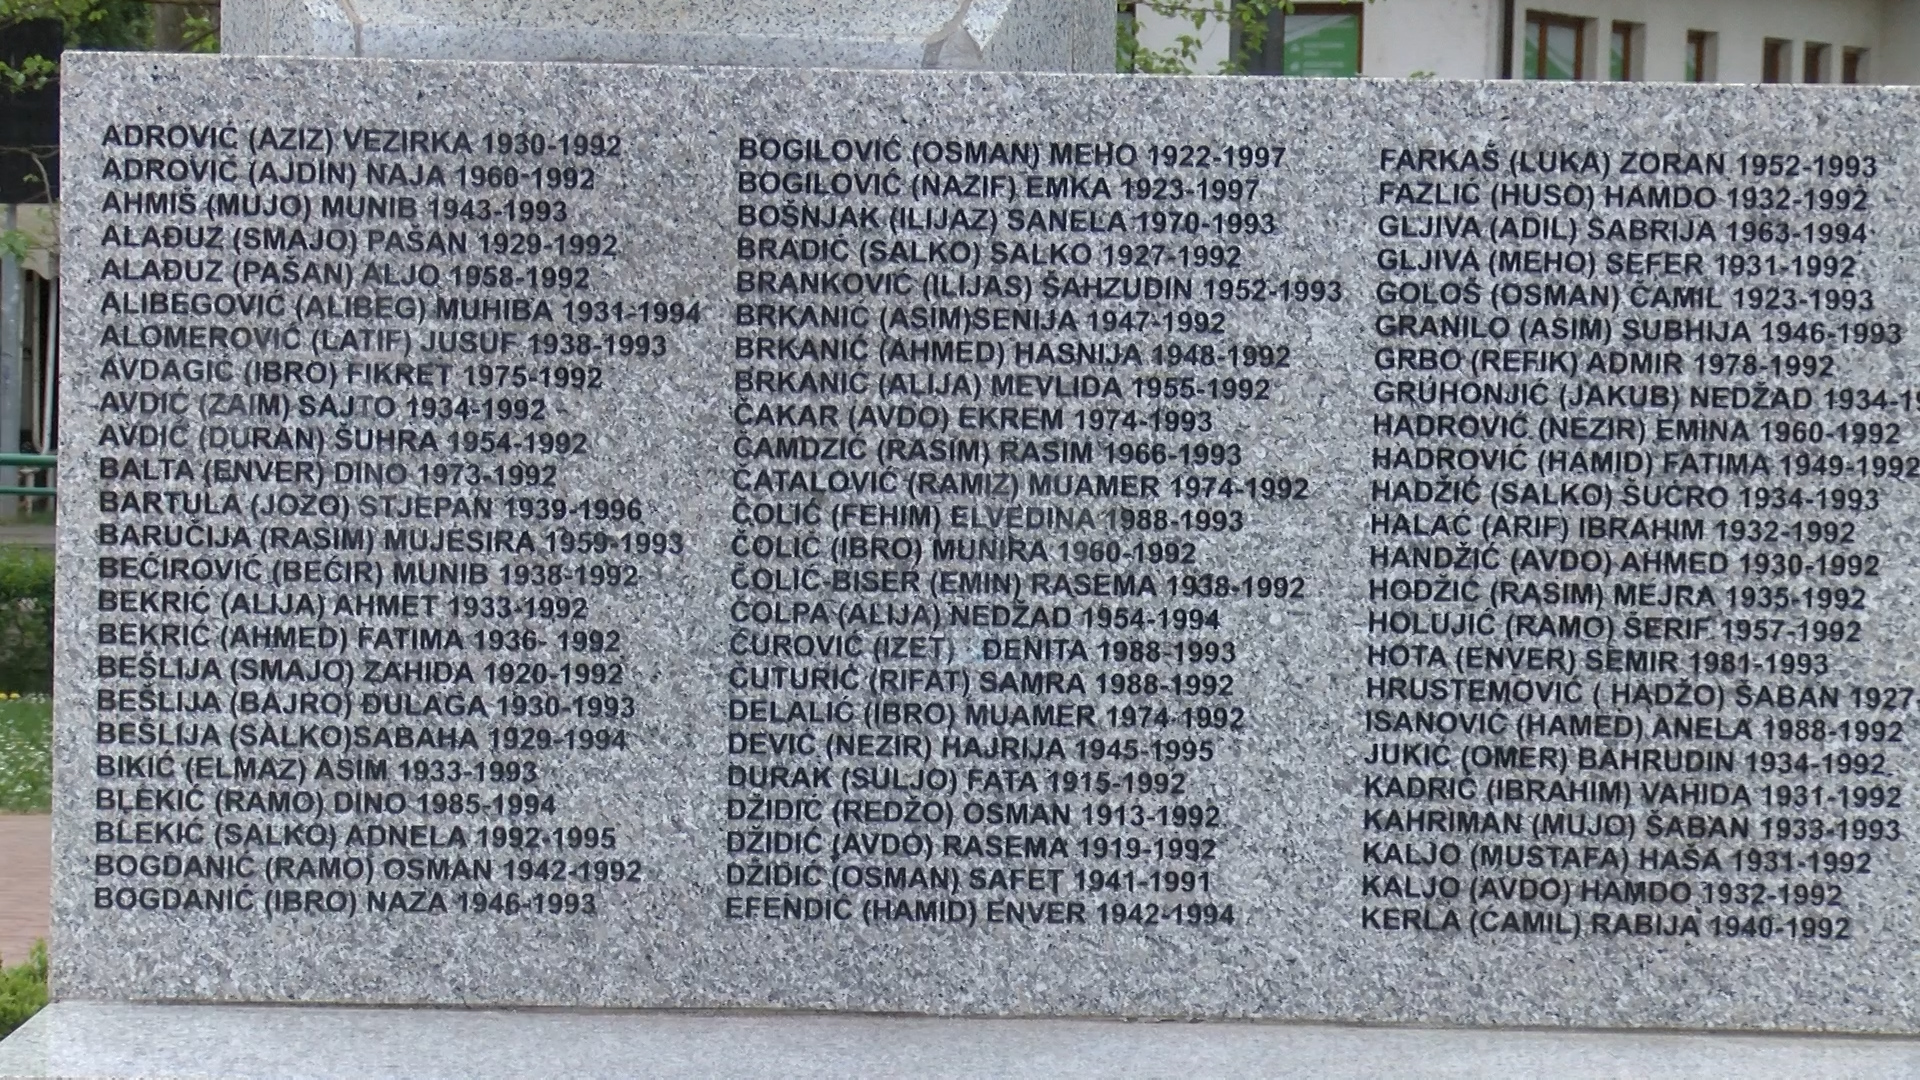 ADROVIĆ (AZIZ) VEZIRKA 1930-1992
ADROVIĆ (AJDIN) NAJA 1960-1992
AHMIŠ (MUJO) MUNIB 1943-1993
ALAĐUZ (SMAJO) PAŠAN 1929-1992
ALAĐUZ (PAŠAN) ALJO 1958-1992
ALIBEGOVIĆ (ALIBEG) MUHIBA 1931-1994
ALOMEROVIĆ (LATIF) JUSUF 1938-1993
AVDAGIĆ (IBRO) FIKRET 1975-1992
AVDIĆ (ZAIM) SAJTO 1934-1992
AVDIĆ (DURAN) ŠUHRA 1954-1992
BALTA (ENVER) DINO 1973-1992
BARTULA (JOZO) STJEPAN 1939-1996
BARUČIJA (RASIM) MUJESIRA 1959-1993
BEĆIROVIĆ (BEĆIR) MUNIB 1938-1992
BEKRIĆ (ALIJA) AHMET 1933-1992
BEKRIĆ (AHMED) FATIMA 1936- 1992
BEŠLIJA (SMAJO) ZAHIDA 1920-1992
BEŠLIJA (BAJRO) ĐULAGA 1930-1993
BEŠLIJA (SALKO)SABAHA 1929-1994
BIKIĆ (ELMAZ) ASIM 1933-1993
BLEKIĆ (RAMO) DINO 1985-1994
BLEKIĆ (SALKO) ADNELA 1992-1995
BOGDANIĆ (RAMO) OSMAN 1942-1992
BOGDANIĆ (IBRO) NAZA 1946-1993
BOGILOVIĆ (OSMAN) MEHO 1922-1997
BOGILOVIĆ (NAZIF) EMKA 1923-1997
BOŠNJAK (ILIJAZ) SANELA 1970-1993
BRADIĆ (SALKO) SALKO 1927-1992
BRANKOVIĆ (ILIJAS) ŠAHZUDIN 1952-1993
BRKANIĆ (ASIM)SENIJA 1947-1992
BRKANIĆ (AHMED) HASNIJA 1948-1992
BRKANIĆ (ALIJA) MEVLIDA 1955-1992
ČAKAR (AVDO) EKREM 1974-1993
ČAMDZIĆ (RASIM) RASIM 1966-1993
ČATALOVIĆ (RAMIZ) MUAMER 1974-1992
ČOLIĆ (FEHIM) ELVEDINA 1988-1993
ČOLIĆ (IBRO) MUNIRA 1960-1992
ČOLIĆ-BISER (EMIN) RASEMA 1938-1992
ČOLPA (ALIJA) NEDŽAD 1954-1994
ĆUROVIĆ (IZET) ĐENITA 1988-1993
ČUTURIĆ (RIFAT) SAMRA 1988-1992
DELALIĆ (IBRO) MUAMER 1974-1992
DEVIĆ (NEZIR) HAJRIJA 1945-1995
DURAK (SULJO) FATA 1915-1992
DŽIDIĆ (REDŽO) OSMAN 1913-1992
DŽIDIĆ (AVDO) RASEMA 1919-1992
DŽIDIĆ (OSMAN) SAFET 1941-1991
EFENDIĆ (HAMID) ENVER 1942-1994
FARKAŠ (LUKA) ZORAN 1952-1993
FAZLIĆ (HUSO) HAMDO 1932-1992
GLJIVA (ADIL) SABRIJA 1963-1994
GLJIVA (MEHO) SEFER 1931-1992
GOLOŠ (OSMAN) ĆAMIL 1923-1993
GRANILO (ASIM) SUBHIJA 1946-1993
GRBO (REFIK) ADMIR 1978-1992
GRUHONJIĆ (JAKUB) NEDŽAD 1934-19
HADROVIĆ (NEZIR) EMINA 1960-1992
HADROVIĆ (HAMID) FATIMA 1949-1992
HADŽIĆ (SALKO) ŠUĆRO 1934-1993
HALAĆ (ARIF) IBRAHIM 1932-1992
HANDŽIĆ (AVDO) AHMED 1930-1992
HODŽIĆ (RASIM) MEJRA 1935-1992
HOLUJIĆ (RAMO) ŠERIF 1957-1992
HOTA (ENVER) SEMIR 1981-1993
HRUSTEMOVIĆ ( HADŽO) ŠABAN 1927-
ISANOVIĆ (HAMED) ANELA 1988-1992
JUKIĆ (OMER) BAHRUDIN 1934-1992
KADRIĆ (IBRAHIM) VAHIDA 1931-1992
KAHRIMAN (MUJO) ŠABAN 1933-1993
KALJO (MUSTAFA) HAŠA 1931-1992
KALJO (AVDO) HAMDO 1932-1992
KERLA (ĆAMIL) RABIJA 1940-1992